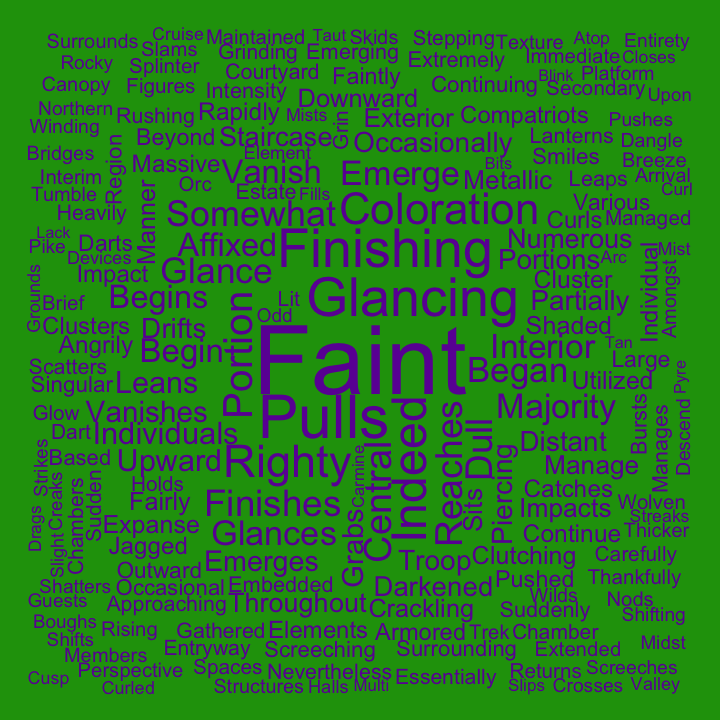 Surrounds Cruise Maintained Taut Skids Stepping Texture Atop Entirety
Rocky Slams Grinding Emerging Extremely Immediate Closes
Splinter Courtyard Faintly Continuing Blink Platform
Canopy Figures Intensity Downward Secondary Upon
Northern Rushing Rapidly Mists Grin Exterior Compatriots Pushes
Winding Beyond Staircase Occasionally Lanterns Dangle
Bridges Region Massive Element Vanish Emerge Metallic Bits Smiles Breeze
Interim Orc Estate Fills Leaps Arrival
Tumble Manner Somewhat Coloration Various Curl
Heavily Curls Managed
Lack Pike Darts Affixed Finishing Numerous Individual Mist
Devices Portions Arc Amongst
Grounds Impact Glance Glancing Cluster
Brief Begins Lit Partially
Clusters Drifts Odd Faint Shaded
Angrily Begin Portion Interior Tan Large
Scatters Began Pyre
Singular Leans Utilized
Glow Vanishes Pulls Indeed Reaches Dull Majority Bursts Manages Descend
Dart Individuals Distant
Based Upward Righty Central Sits Piercing Manage
Strikes Holds Carmine Catches
Creaks Sudden Fairly Finishes Impacts Wolven
Drags Slight Chambers Expanse Glances Grabs Continue Streaks
Jagged Thicker
Outward Emerges Troop Clutching Carefully
Shatters Occasional Embedded Darkened Pushed Thankfully
Guests Approaching Throughout Crackling Wilds Nods
Boughs Suddenly Shifting
Shifts Rising Gathered Elements Armored Trek Chamber
Members Entryway Screeching Surrounding Extended Midst
Perspective Spaces Nevertheless Essentially Returns Screeches
Cusp Curled Structures Halls Multi Slips Crosses Valley